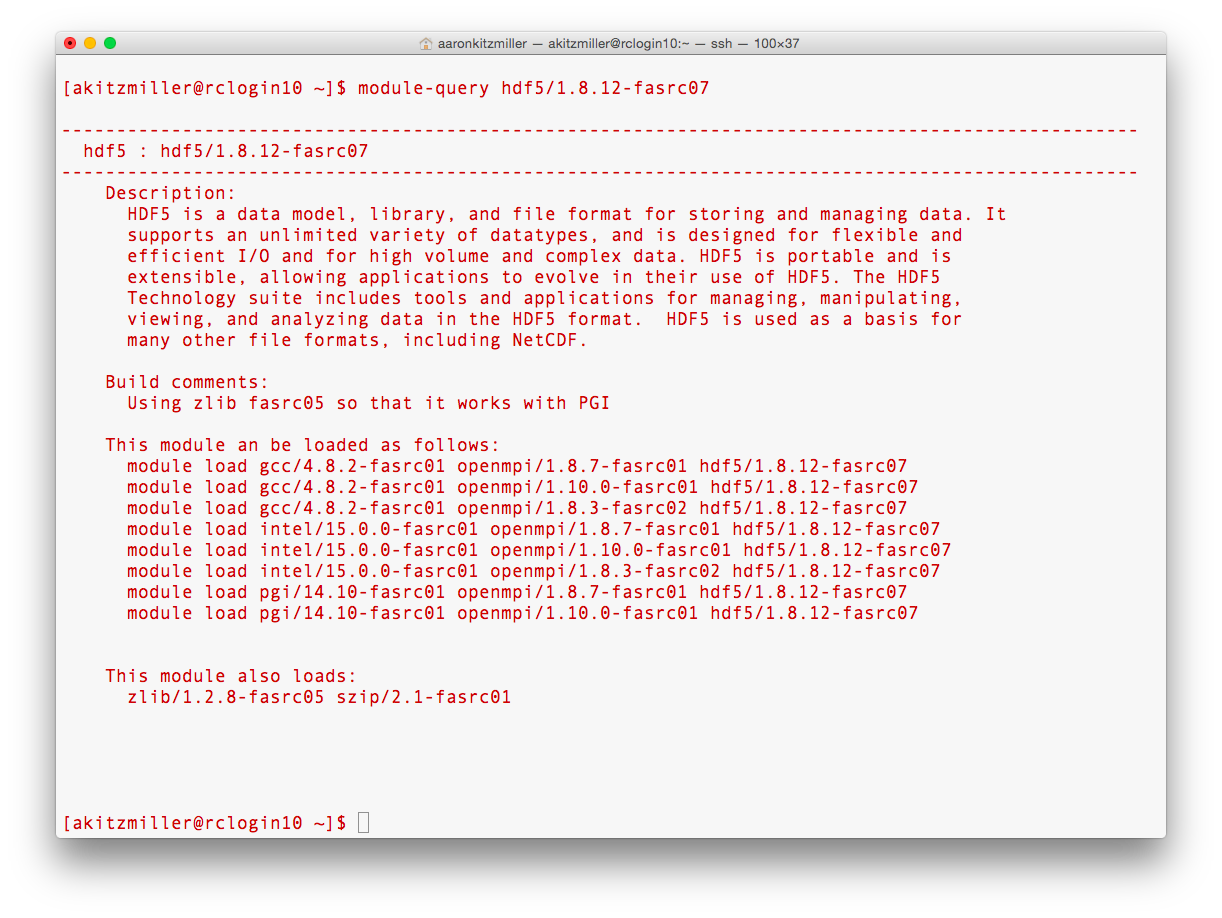 aaronkitzmiller — akitzmiller@rclogin10:~ — ssh — 100×37
[akitzmiller@rclogin10 ~]$ module-query hdf5/1.8.12-fasrc07
--------------------------------------------------------------------------------------------------
hdf5 : hdf5/1.8.12-fasrc07
--------------------------------------------------------------------------------------------------
Description:
HDF5 is a data model, library, and file format for storing and managing data. It
supports an unlimited variety of datatypes, and is designed for flexible and
efficient I/O and for high volume and complex data. HDF5 is portable and is
extensible, allowing applications to evolve in their use of HDF5. The HDF5
Technology suite includes tools and applications for managing, manipulating,
viewing, and analyzing data in the HDF5 format.  HDF5 is used as a basis for
many other file formats, including NetCDF.
Build comments:
Using zlib fasrc05 so that it works with PGI
This module an be loaded as follows:
module load gcc/4.8.2-fasrc01 openmpi/1.8.7-fasrc01 hdf5/1.8.12-fasrc07
module load gcc/4.8.2-fasrc01 openmpi/1.10.0-fasrc01 hdf5/1.8.12-fasrc07
module load gcc/4.8.2-fasrc01 openmpi/1.8.3-fasrc02 hdf5/1.8.12-fasrc07
module load intel/15.0.0-fasrc01 openmpi/1.8.7-fasrc01 hdf5/1.8.12-fasrc07
module load intel/15.0.0-fasrc01 openmpi/1.10.0-fasrc01 hdf5/1.8.12-fasrc07
module load intel/15.0.0-fasrc01 openmpi/1.8.3-fasrc02 hdf5/1.8.12-fasrc07
module load pgi/14.10-fasrc01 openmpi/1.8.7-fasrc01 hdf5/1.8.12-fasrc07
module load pgi/14.10-fasrc01 openmpi/1.10.0-fasrc01 hdf5/1.8.12-fasrc07
This module also loads:
zlib/1.2.8-fasrc05 szip/2.1-fasrc01
[akitzmiller@rclogin10 ~]$